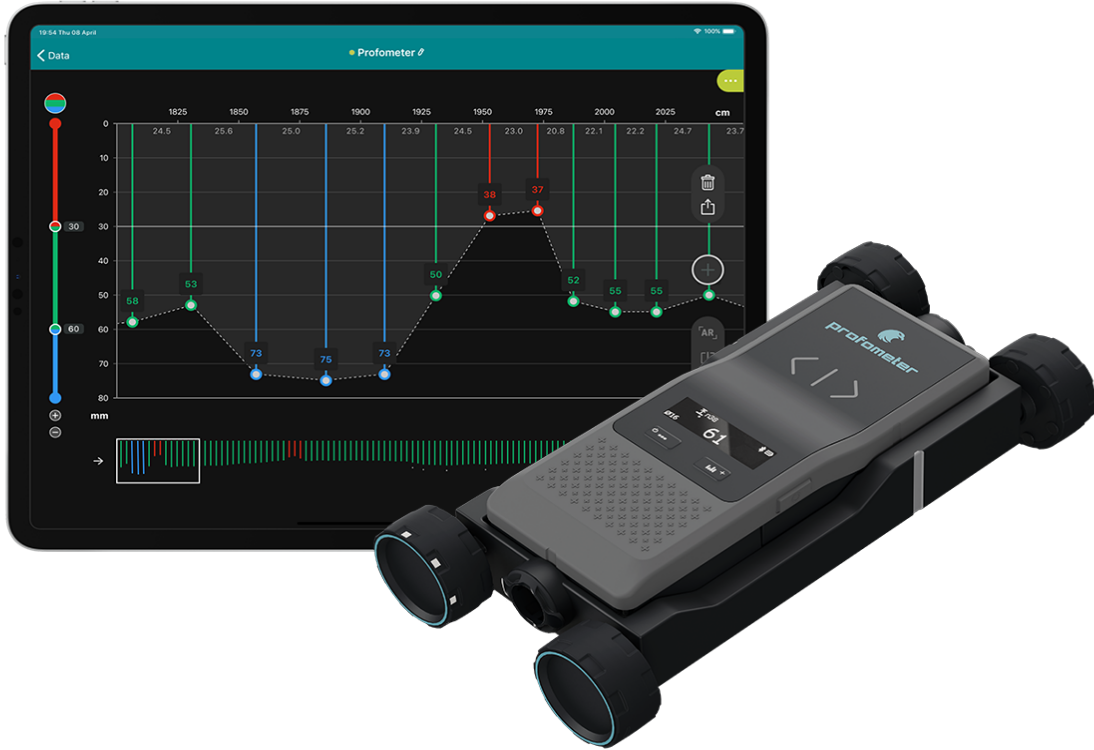 19:54 Thu 08 April
100%
Data
Profometer
1825 1850 1875 1900 1925 1950 1975 2000 2025 cm
0 24.5 25.6 25.0 25.2 23.9 24.5 23.0 20.8 22.1 22.2 24.7 23.7
10
20
38 37
30 30
40
50 52
53
50 58 55 55
60 60
73 75 73
70
80
mm
AR
profometer
Ø16
61